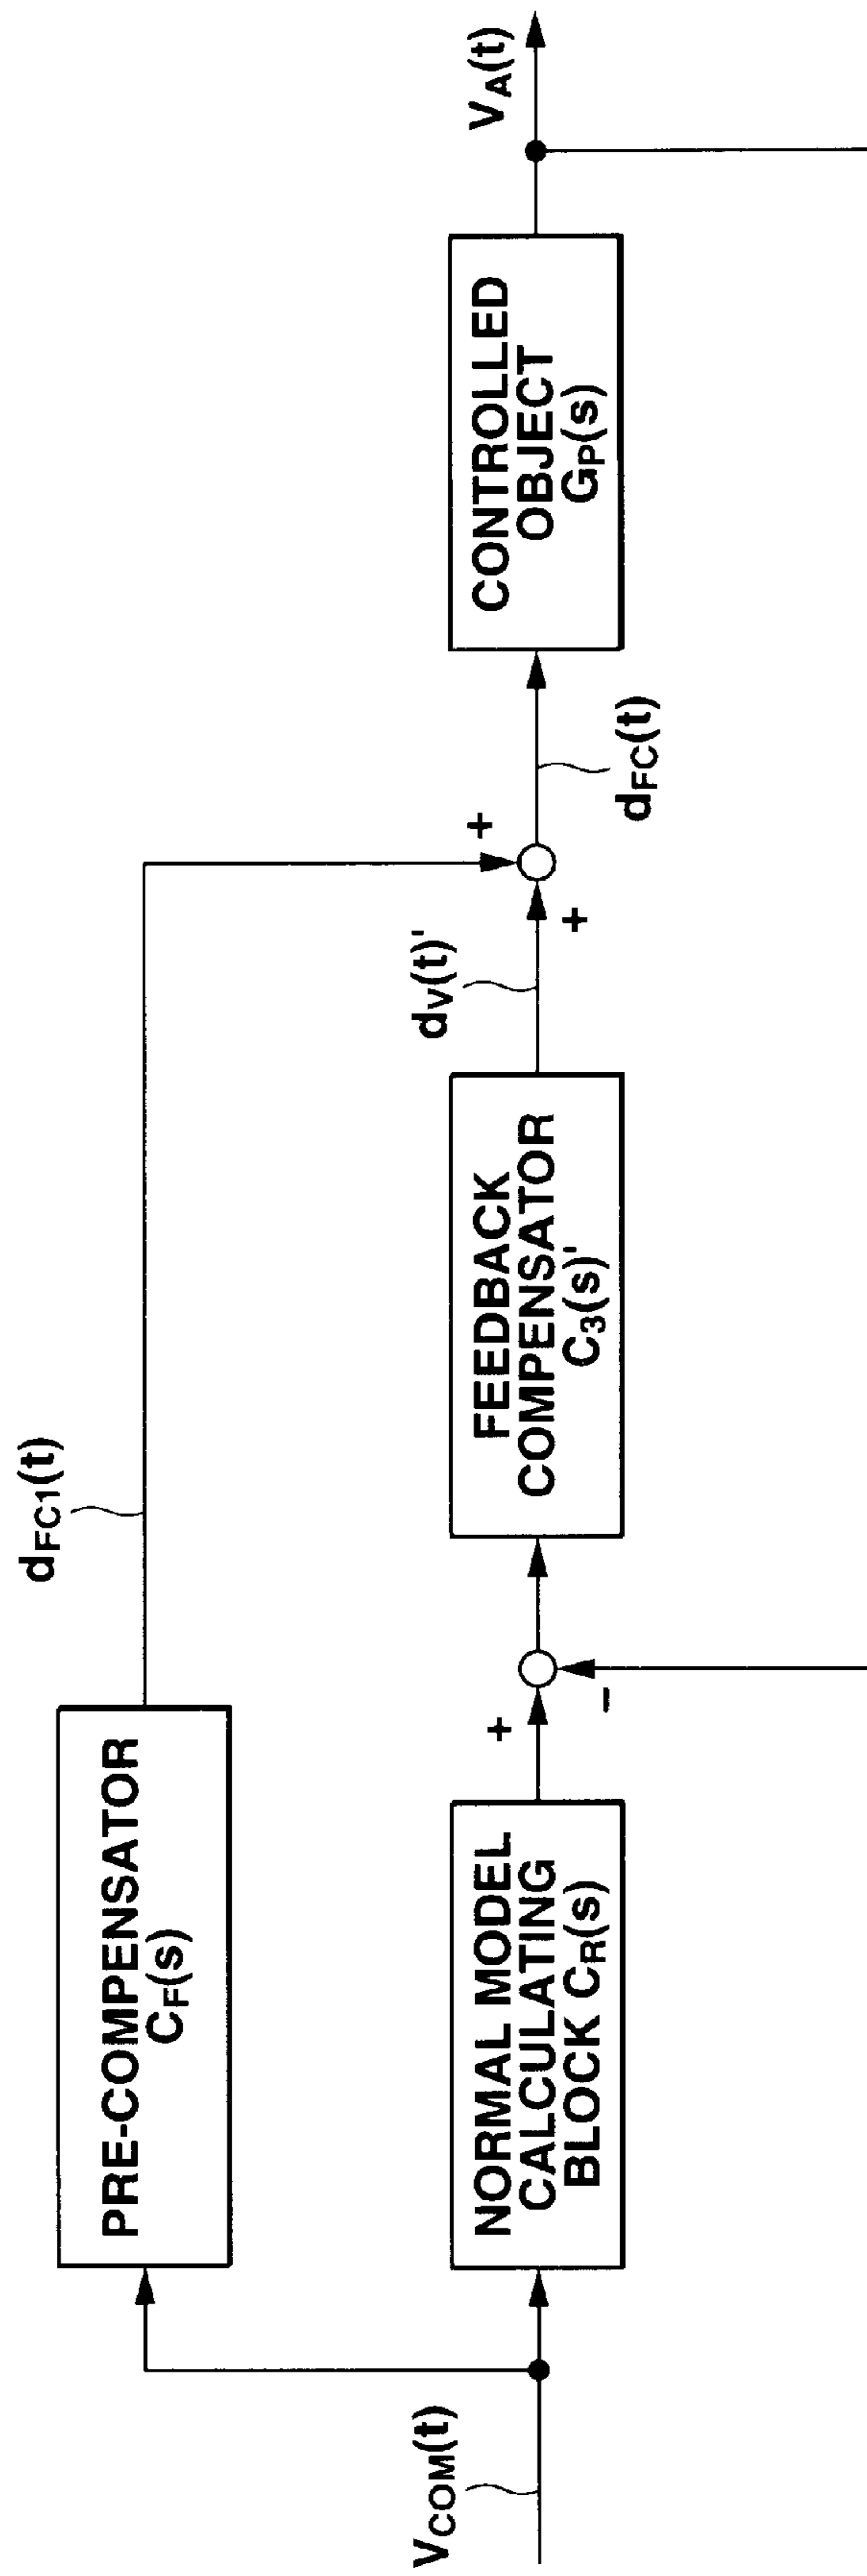 dFC1(t)
PRE-COMPENSATOR
CF(s)
VCOM(t)
NORMAL MODEL
CALCULATING
BLOCK CR(s)
+
−
FEEDBACK
COMPENSATOR
C3(s)'
dV(t)'
+
+
dFC(t)
CONTROLLED
OBJECT
GP(s)
VA(t)